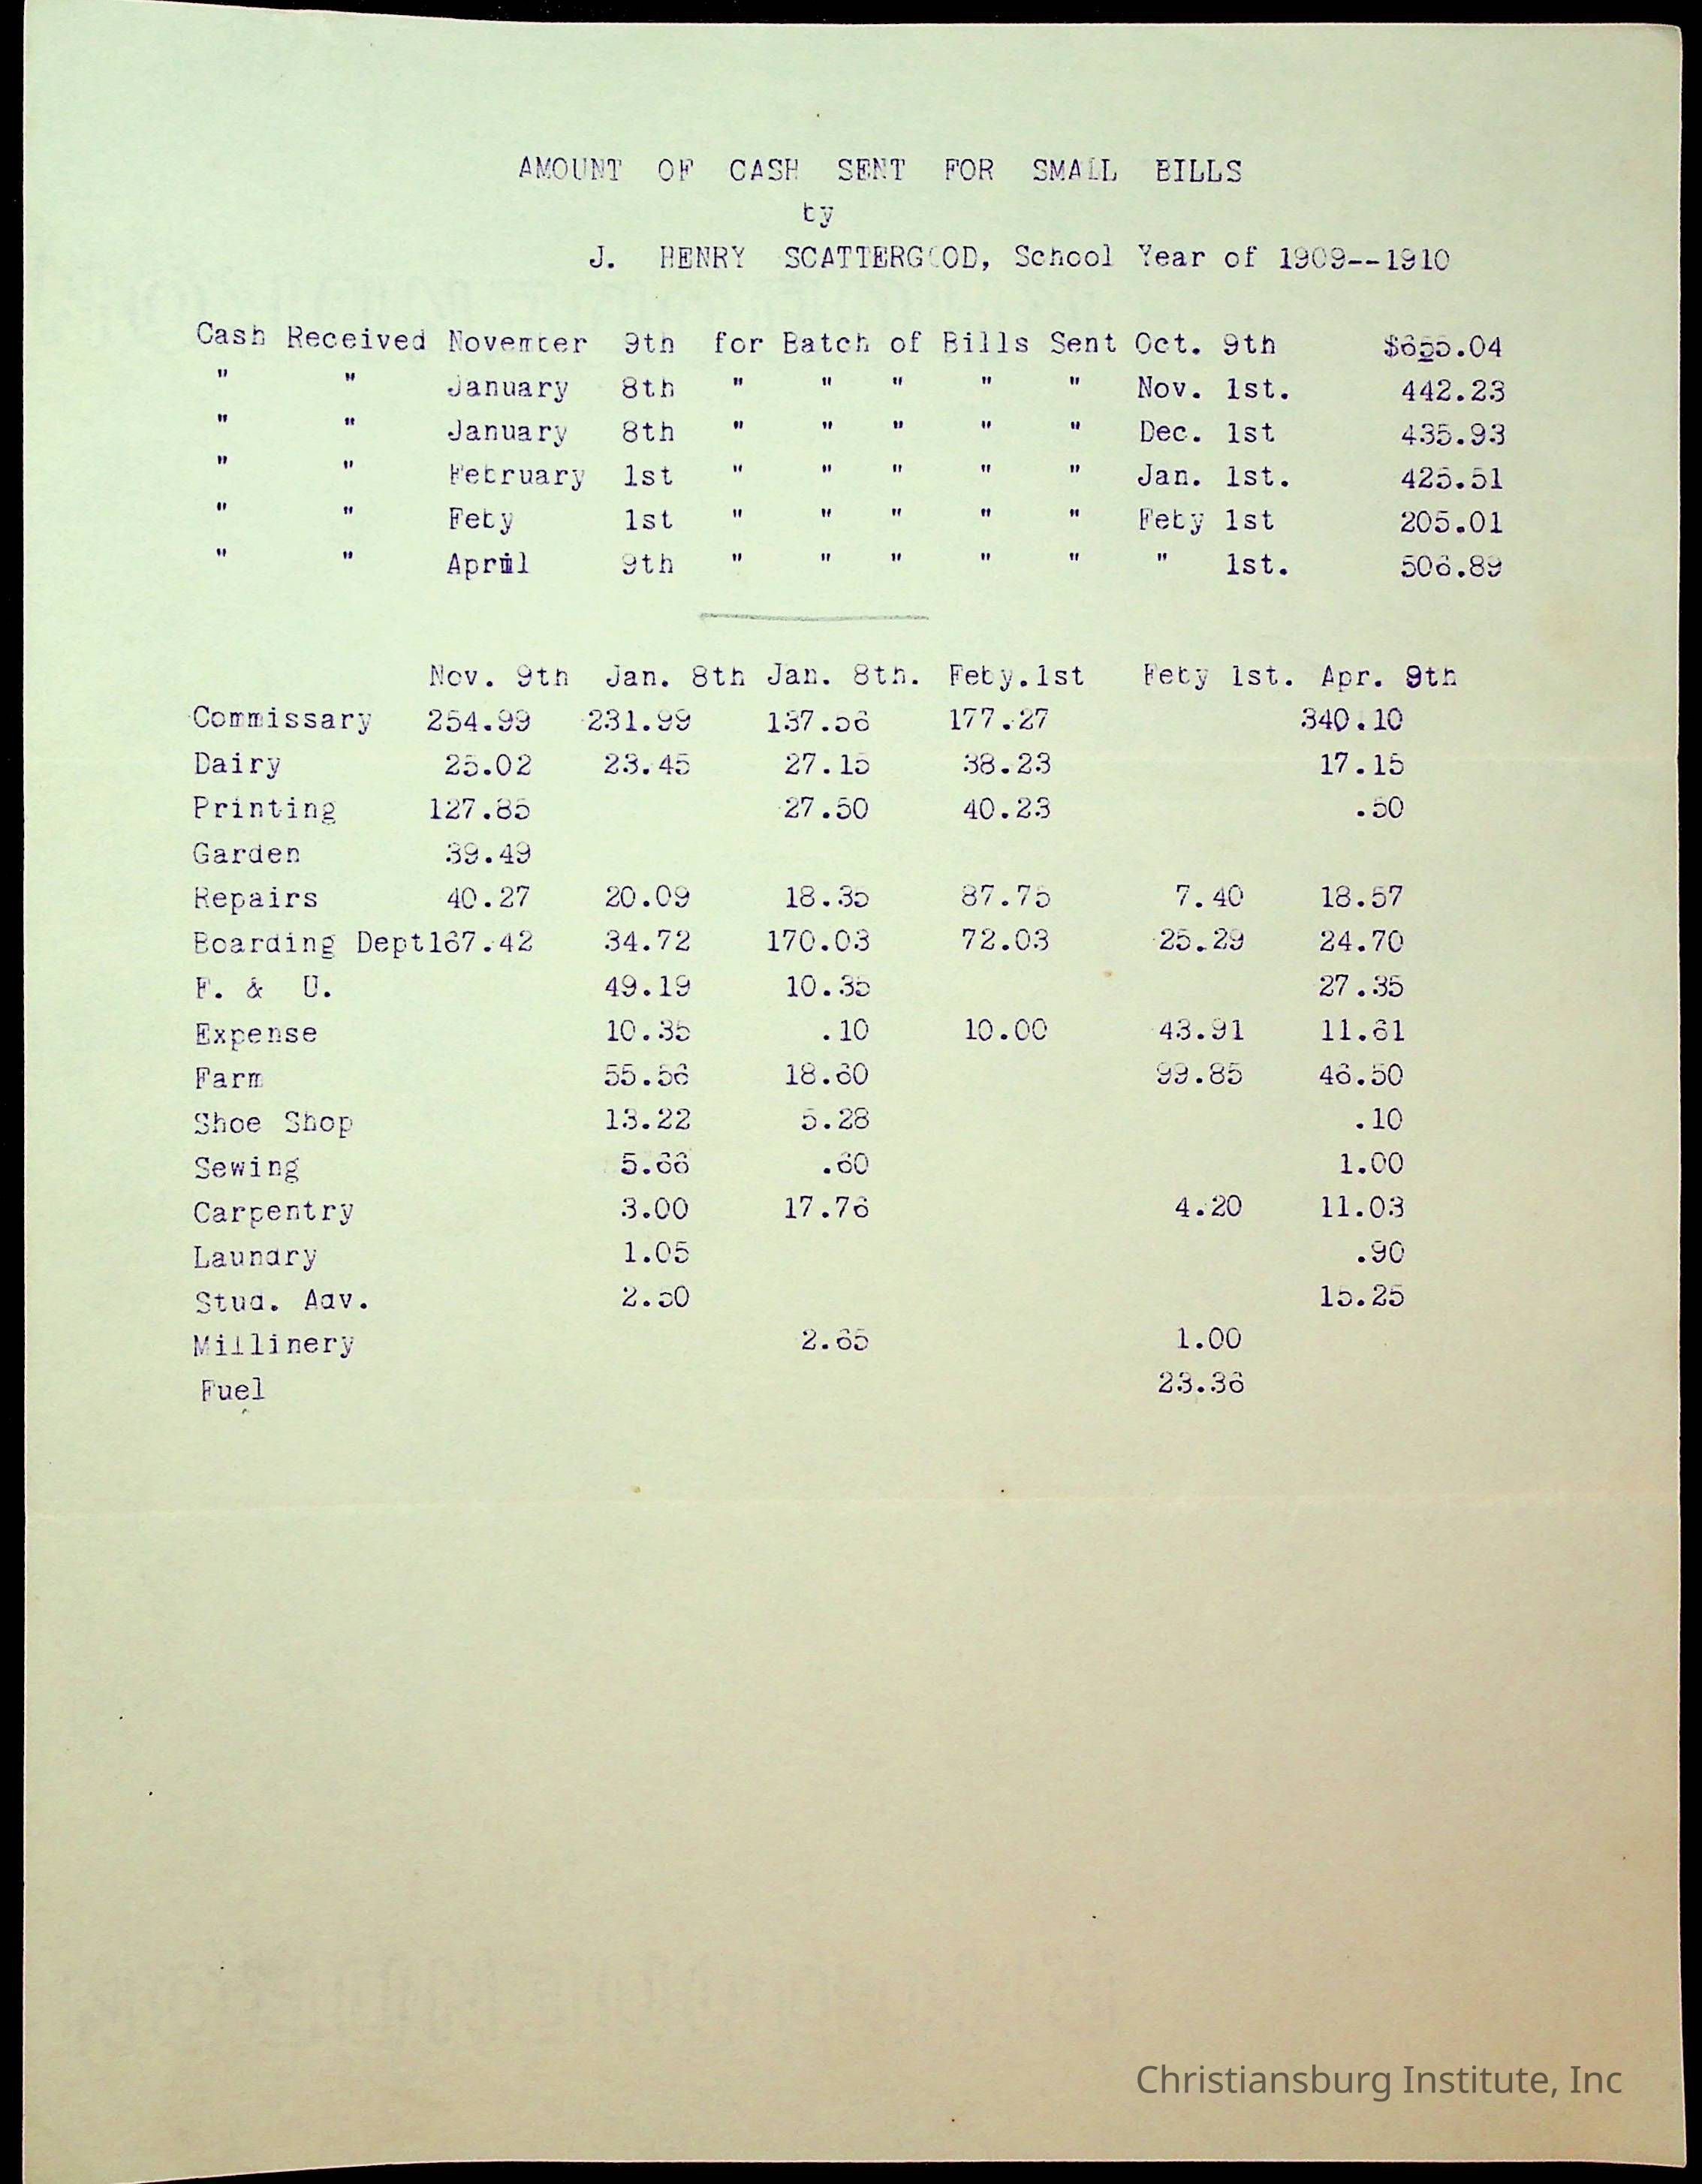 AMOUNT OF CASH SENT FOR SMALL BILLS
by
J. HENRY SCATTERGOOD, School Year of 1909--1910
Cash Received November 9th for Batch of Bills Sent Oct. 9th $655.04
" " January 8th " " " " " Nov. 1st. 442.23
" " January 8th " " " " " Dec. 1st 435.93
" " February 1st " " " " " Jan. 1st. 425.51
" " Feby 1st " " " " " Feby 1st 205.01
" " April 9th " " " " " " 1st. 506.89
Nov. 9th Jan. 8th Jan. 8th. Feby.1st Feby 1st. Apr. 9th
Commissary 254.99 231.99 137.56 177.27 340.10
Dairy 25.02 23.45 27.15 38.23 17.15
Printing 127.85 27.50 40.23 .50
Garden 39.49
Repairs 40.27 20.09 18.35 87.75 7.40 18.57
Boarding Dept167.42 34.72 170.03 72.03 25.29 24.70
F. & U. 49.19 10.35 27.35
Expense 10.35 .10 10.00 43.91 11.61
Farm 55.56 18.60 99.85 46.50
Shoe Shop 13.22 5.28 .10
Sewing 5.66 .60 1.00
Carpentry 3.00 17.76 4.20 11.03
Laundry 1.05 .90
Stud. Adv. 2.50 15.25
Millinery 2.65 1.00
Fuel 23.36
Christiansburg Institute, Inc